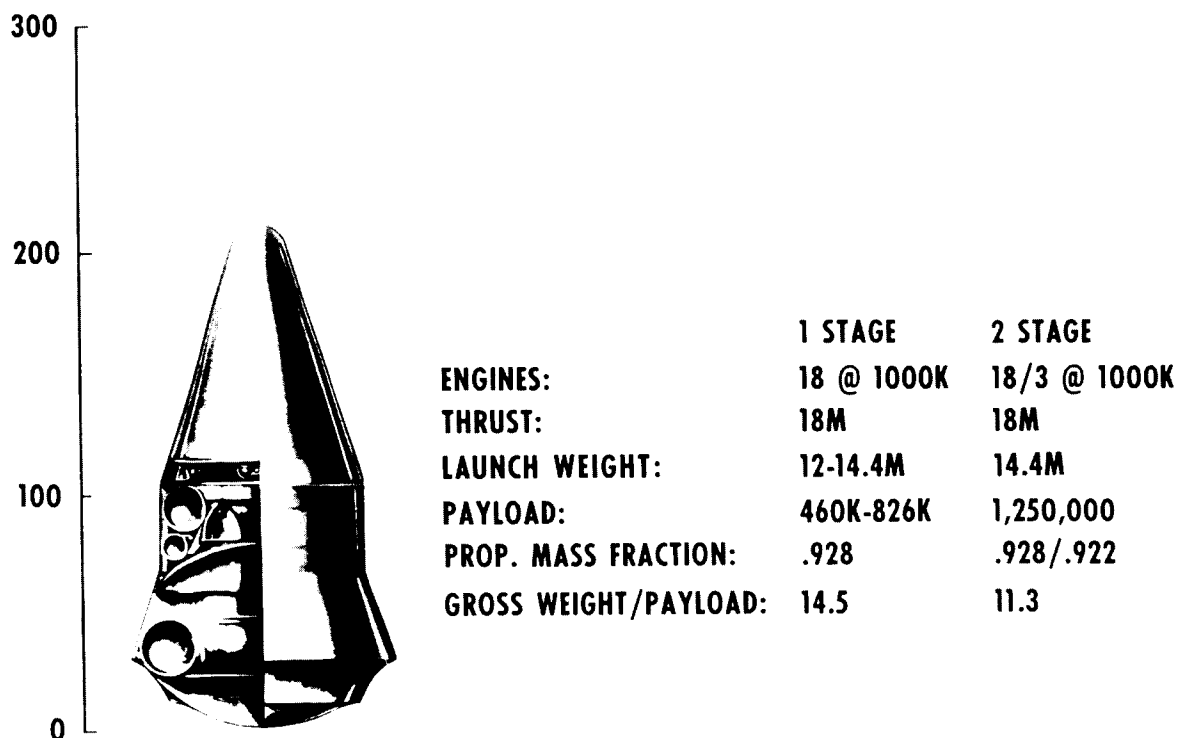 300
200
100
0
1 STAGE 2 STAGE
ENGINES: 18 @ 1000K 18/3 @ 1000K
THRUST: 18M 18M
LAUNCH WEIGHT: 12-14.4M 14.4M
PAYLOAD: 460K-826K 1,250,000
PROP. MASS FRACTION: .928 .928/.922
GROSS WEIGHT/PAYLOAD: 14.5 11.3